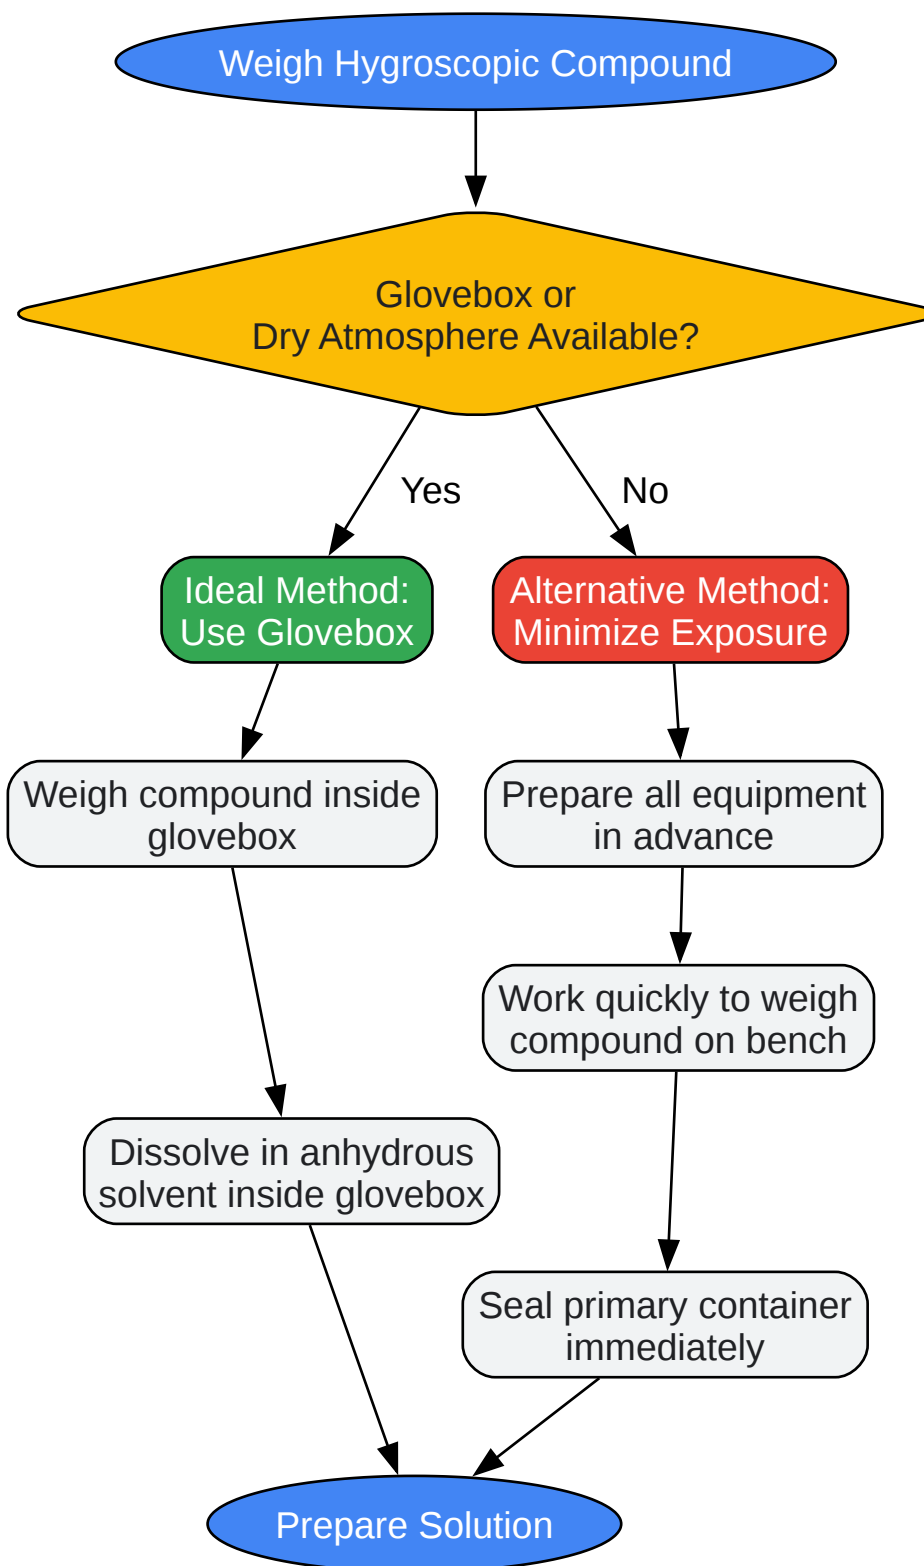 Weigh Hygroscopic Compound
Glovebox or
Dry Atmosphere Available?
Yes
No
Ideal Method:
Use Glovebox
Alternative Method:
Minimize Exposure
Weigh compound inside
glovebox
Prepare all equipment
in advance
Work quickly to weigh
compound on bench
Dissolve in anhydrous
solvent inside glovebox
Seal primary container
immediately
Prepare Solution